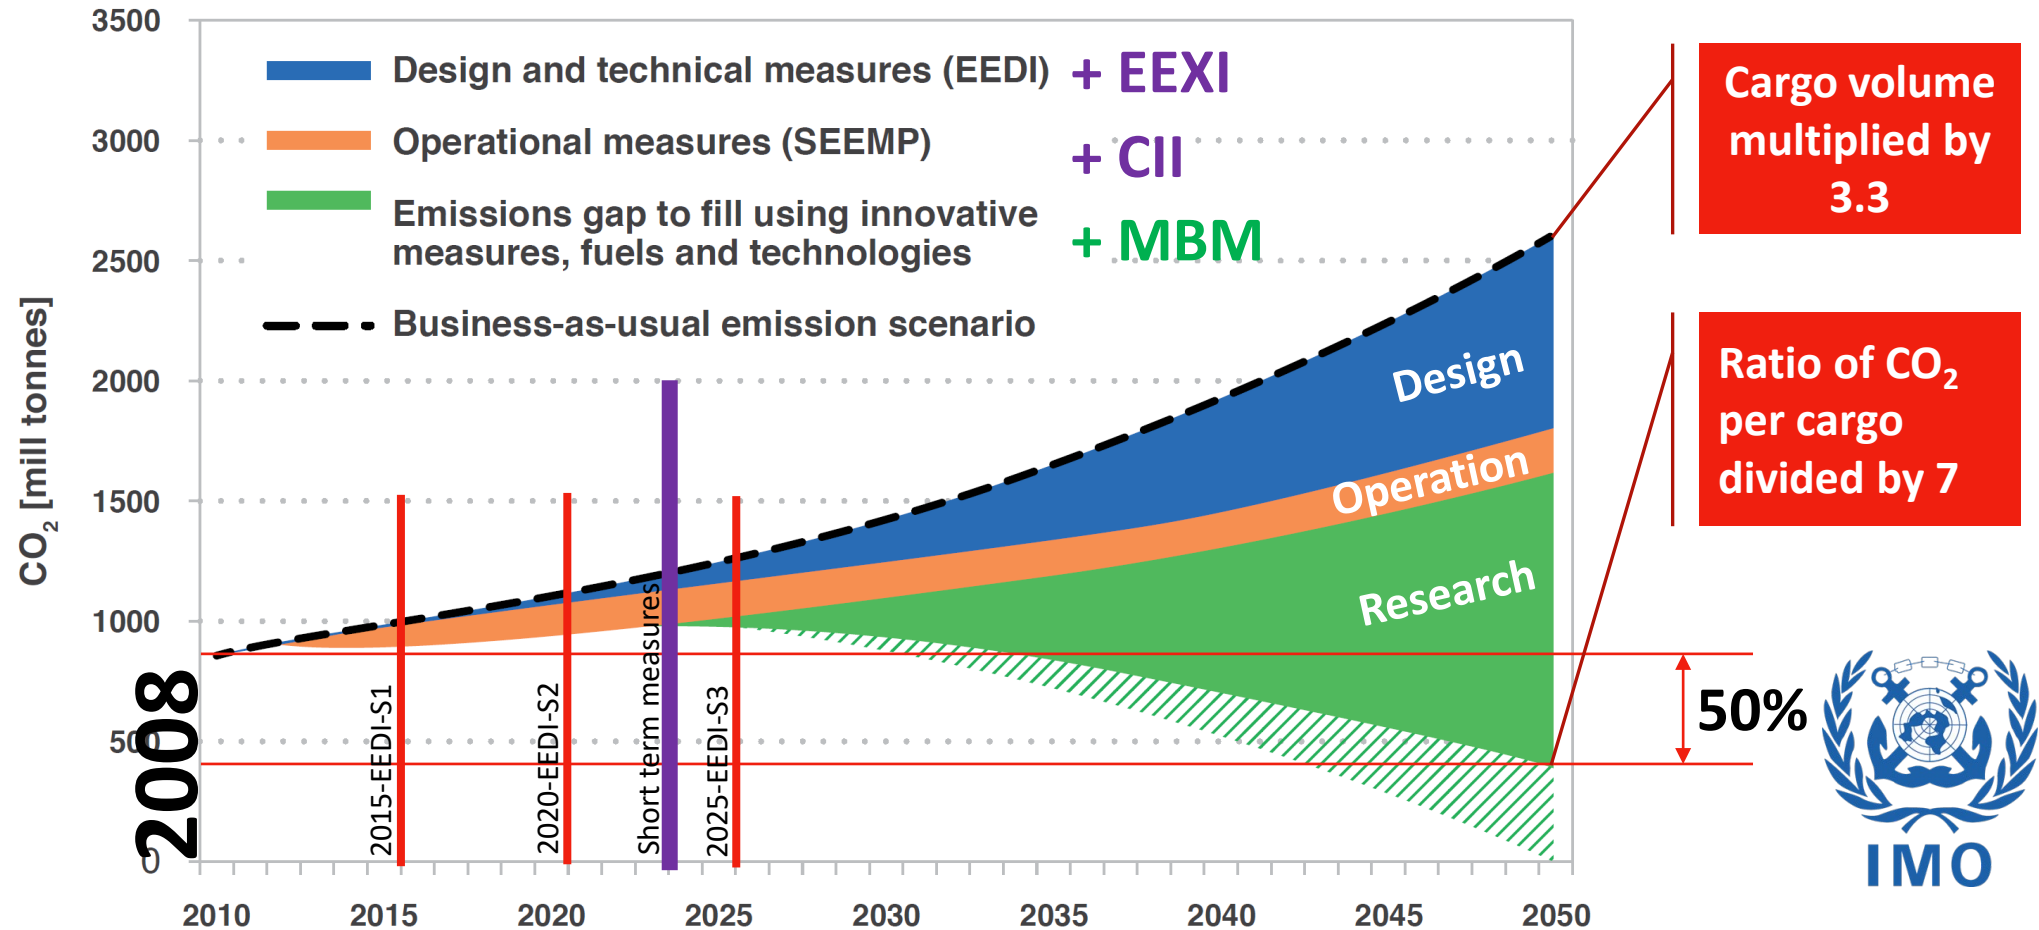 3500
3000
2500
2000
1500
1000
500
0
CO₂ [mill tonnes]
2008
Design and technical measures (EEDI)
+ EEXI
Operational measures (SEEMP)
+ CII
Emissions gap to fill using innovative
measures, fuels and technologies
+ MBM
Business-as-usual emission scenario
Design
Operation
Research
2015-EEDI-S1
2020-EEDI-S2
Short term measures
2025-EEDI-S3
2010
2015
2020
2025
2030
2035
2040
2045
2050
Cargo volume
multiplied by
3.3
Ratio of CO₂
per cargo
divided by 7
50%
IMO